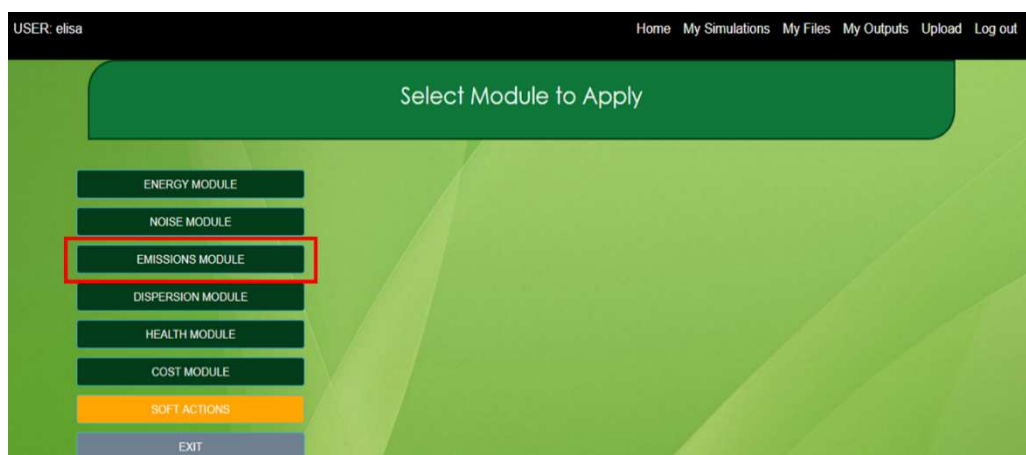 USER: elisa Home My Simulations My Files My Outputs Upload Log out
Select Module to Apply
ENERGY MODULE
NOISE MODULE
EMISSIONS MODULE
DISPERSION MODULE
HEALTH MODULE
COST MODULE
SOFT ACTIONS
EXIT